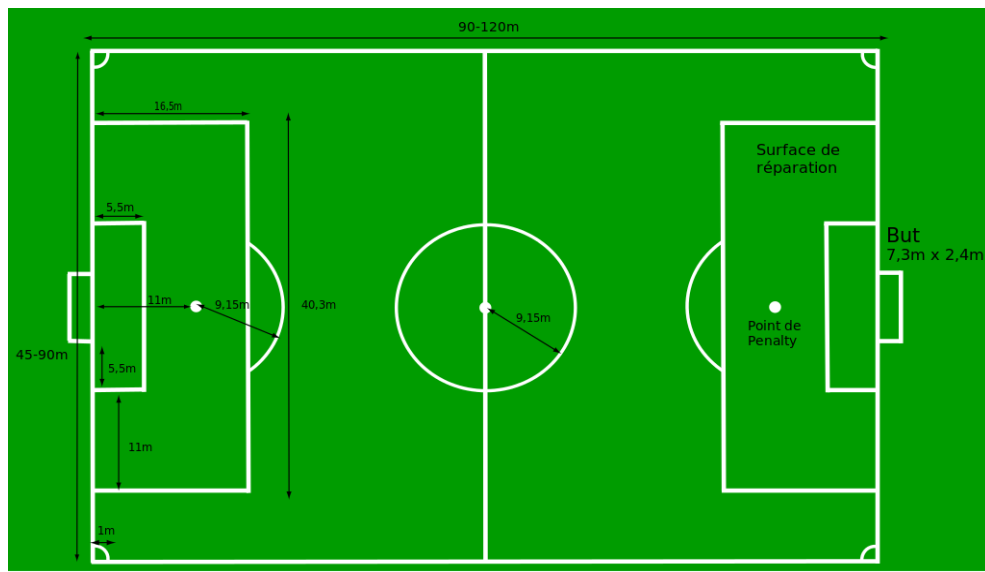 90-120m
16,5m
Surface de
réparation
5,5m
But
7,3m x 2,4m
11m
9,15m
40,3m
9,15m
Point de
Penalty
45-90m
5,5m
11m
1m